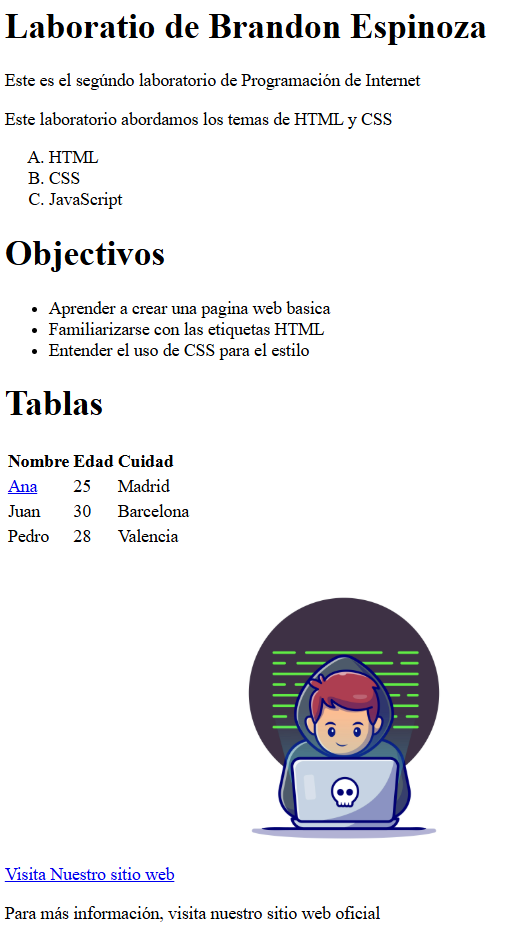 Laboratio de Brandon Espinoza
Este es el segúndo laboratorio de Programación de Internet
Este laboratorio abordamos los temas de HTML y CSS
A. HTML
B. CSS
C. JavaScript
Objectivos
• Aprender a crear una pagina web basica
• Familiarizarse con las etiquetas HTML
• Entender el uso de CSS para el estilo
Tablas
Nombre Edad Cuidad
Ana 25 Madrid
Juan 30 Barcelona
Pedro 28 Valencia
Visita Nuestro sitio web
Para más información, visita nuestro sitio web oficial